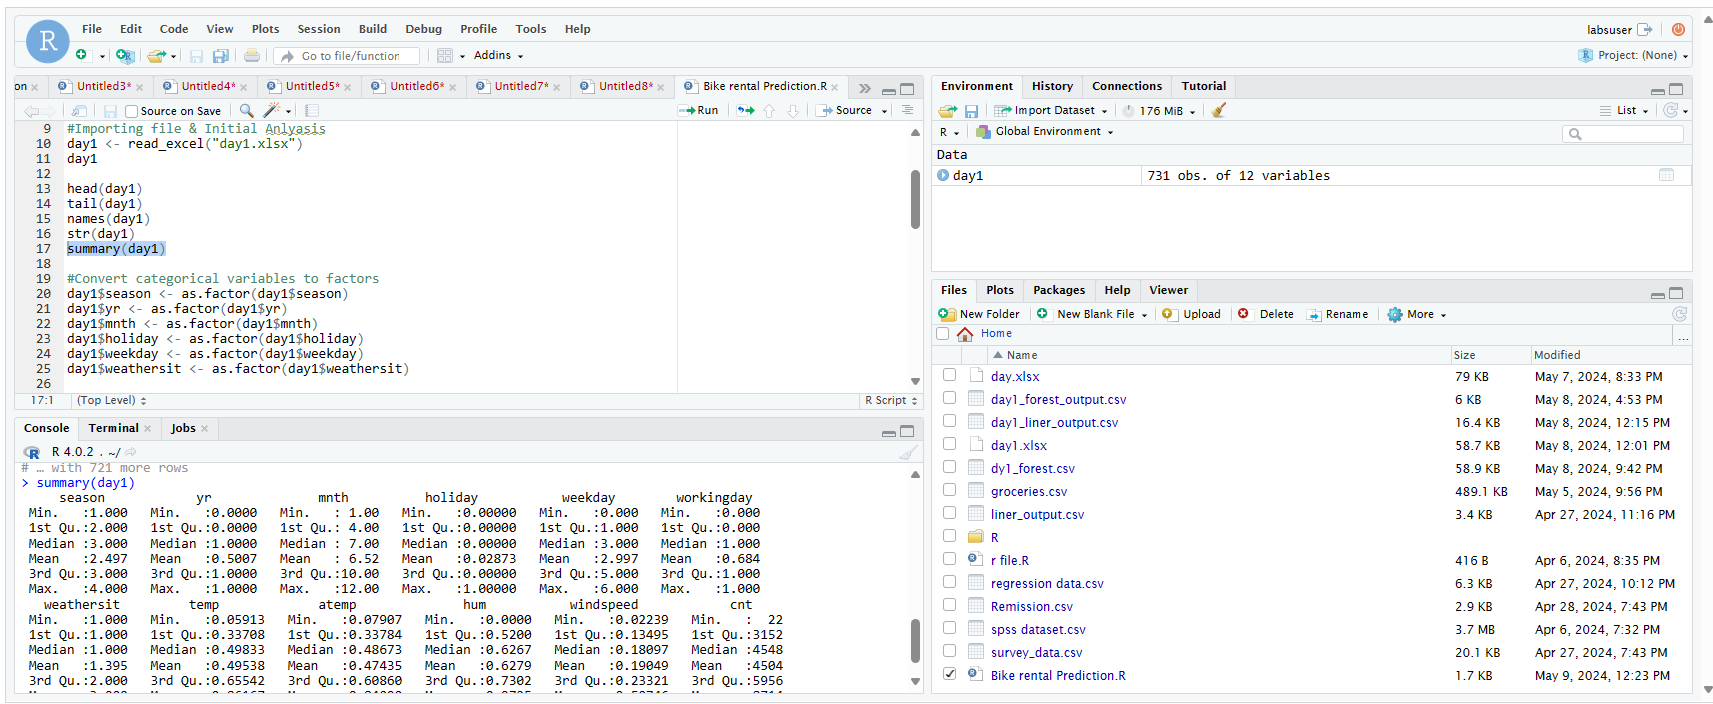 File Edit Code View Plots Session Build Debug Profile Tools Help
labsuser
Go to file/function Addins
Project: (None)
on Untitled3* Untitled4* Untitled5* Untitled6* Untitled7* Untitled8* Bike rental Prediction.R
Source on Save Run Source
9 #Importing file & Initial Anlyasis
10 day1 <- read_excel("day1.xlsx")
11 day1
12
13 head(day1)
14 tail(day1)
15 names(day1)
16 str(day1)
17 summary(day1)
18
19 #Convert categorical variables to factors
20 day1$season <- as.factor(day1$season)
21 day1$yr <- as.factor(day1$yr)
22 day1$mnth <- as.factor(day1$mnth)
23 day1$holiday <- as.factor(day1$holiday)
24 day1$weekday <- as.factor(day1$weekday)
25 day1$weathersit <- as.factor(day1$weathersit)
26
17:1 (Top Level) R Script
Console Terminal Jobs
R 4.0.2 . ~/
# … with 721 more rows
> summary(day1)
season yr mnth holiday weekday workingday
Min. :1.000 Min. :0.0000 Min. : 1.00 Min. :0.00000 Min. :0.000 Min. :0.000
1st Qu.:2.000 1st Qu.:0.0000 1st Qu.: 4.00 1st Qu.:0.00000 1st Qu.:1.000 1st Qu.:0.000
Median :3.000 Median :1.0000 Median : 7.00 Median :0.00000 Median :3.000 Median :1.000
Mean :2.497 Mean :0.5007 Mean : 6.52 Mean :0.02873 Mean :2.997 Mean :0.684
3rd Qu.:3.000 3rd Qu.:1.0000 3rd Qu.:10.00 3rd Qu.:0.00000 3rd Qu.:5.000 3rd Qu.:1.000
Max. :4.000 Max. :1.0000 Max. :12.00 Max. :1.00000 Max. :6.000 Max. :1.000
weathersit temp atemp hum windspeed cnt
Min. :1.000 Min. :0.05913 Min. :0.07907 Min. :0.0000 Min. :0.02239 Min. : 22
1st Qu.:1.000 1st Qu.:0.33708 1st Qu.:0.33784 1st Qu.:0.5200 1st Qu.:0.13495 1st Qu.:3152
Median :1.000 Median :0.49833 Median :0.48673 Median :0.6267 Median :0.18097 Median :4548
Mean :1.395 Mean :0.49538 Mean :0.47435 Mean :0.6279 Mean :0.19049 Mean :4504
3rd Qu.:2.000 3rd Qu.:0.65542 3rd Qu.:0.60860 3rd Qu.:0.7302 3rd Qu.:0.23321 3rd Qu.:5956
Environment History Connections Tutorial
Import Dataset 176 MiB List
R Global Environment
Data
day1 731 obs. of 12 variables
Files Plots Packages Help Viewer
New Folder New Blank File Upload Delete Rename More
Home ...
Name Size Modified
day.xlsx 79 KB May 7, 2024, 8:33 PM
day1_forest_output.csv 6 KB May 8, 2024, 4:53 PM
day1_liner_output.csv 16.4 KB May 8, 2024, 12:15 PM
day1.xlsx 58.7 KB May 8, 2024, 12:01 PM
dy1_forest.csv 58.9 KB May 8, 2024, 9:42 PM
groceries.csv 489.1 KB May 5, 2024, 9:56 PM
liner_output.csv 3.4 KB Apr 27, 2024, 11:16 PM
R
r file.R 416 B Apr 6, 2024, 8:35 PM
regression data.csv 6.3 KB Apr 27, 2024, 10:12 PM
Remission.csv 2.9 KB Apr 28, 2024, 7:43 PM
spss dataset.csv 3.7 MB Apr 6, 2024, 7:32 PM
survey_data.csv 20.1 KB Apr 27, 2024, 7:43 PM
Bike rental Prediction.R 1.7 KB May 9, 2024, 12:23 PM